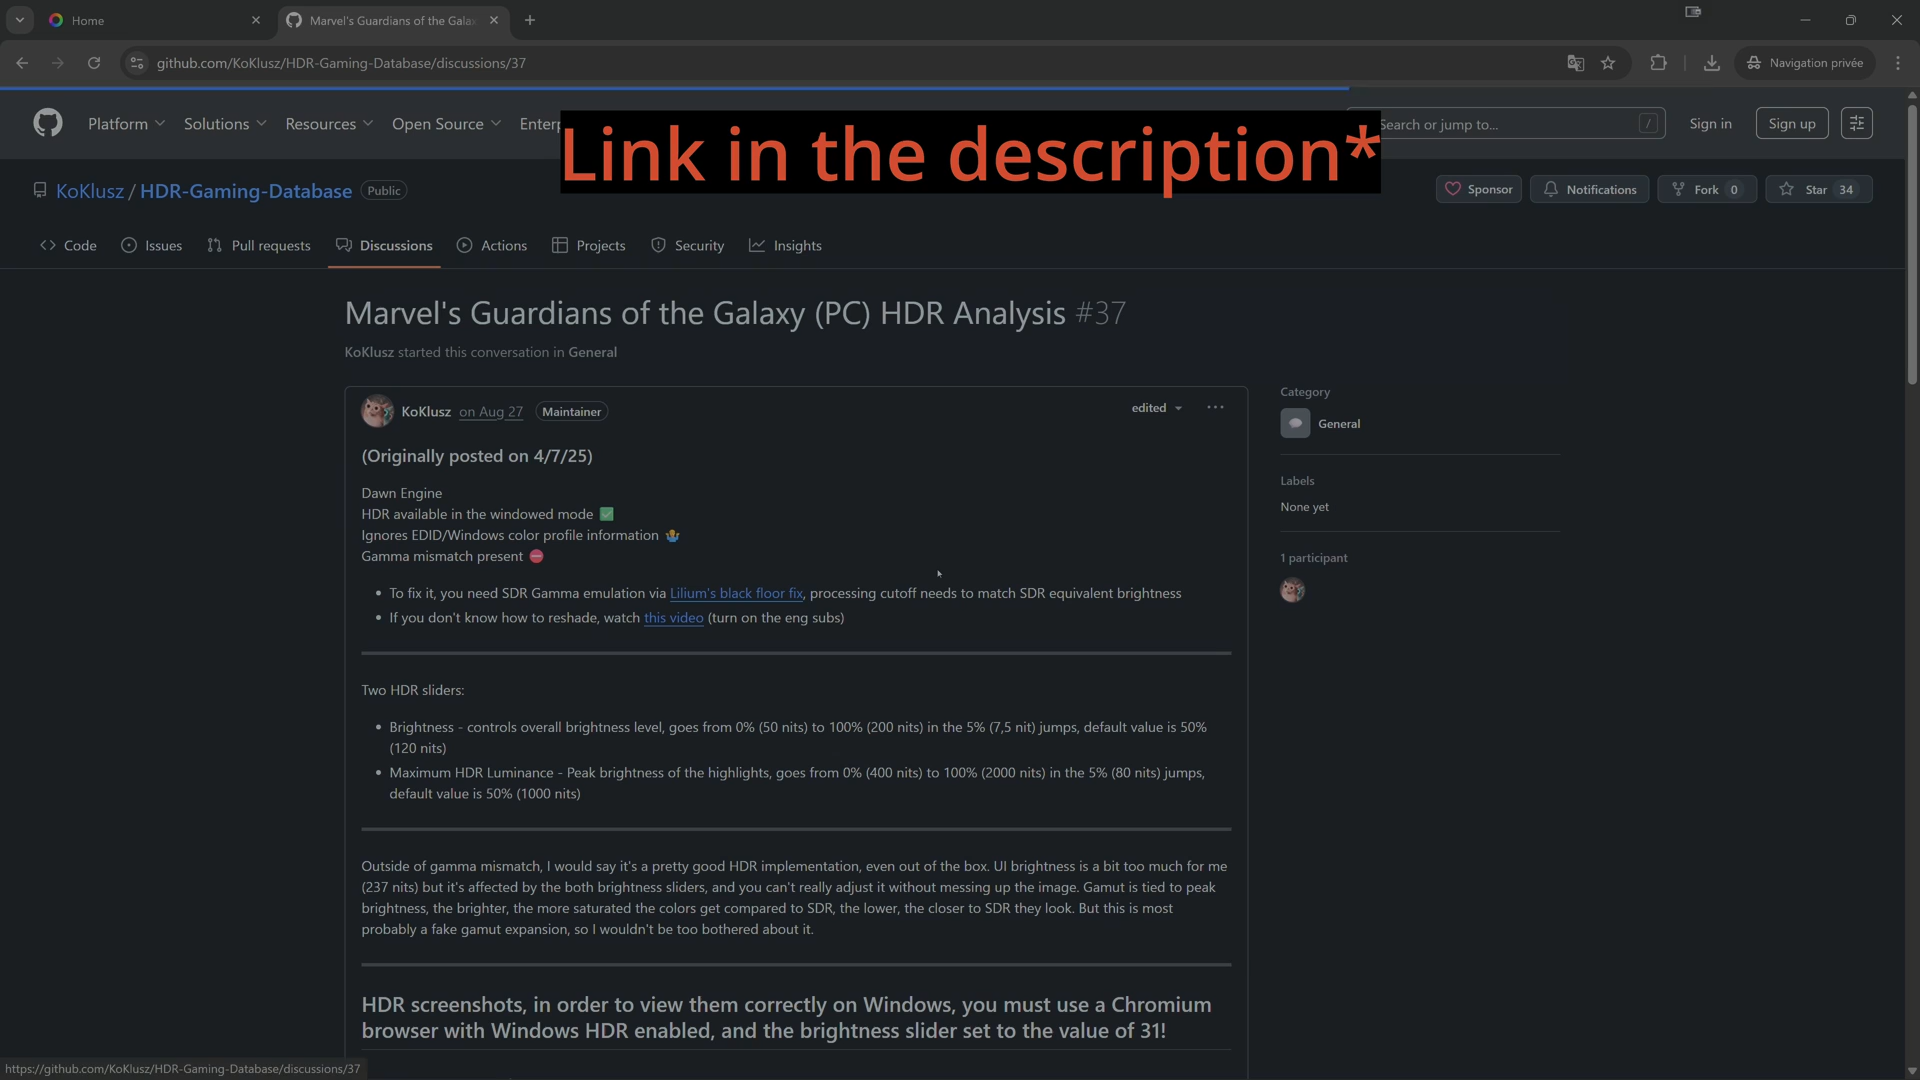 Home
Marvel's Guardians of the Gala
github.com/KoKlusz/HDR-Gaming-Database/discussions/37
Navigation privée
Platform
Solutions
Resources
Open Source
Enterp
Link in the description*
Search or jump to...
/
Sign in
Sign up
KoKlusz / HDR-Gaming-Database
Public
Sponsor
Notifications
Fork 0
Star 34
Code
Issues
Pull requests
Discussions
Actions
Projects
Security
Insights
Marvel's Guardians of the Galaxy (PC) HDR Analysis #37
KoKlusz started this conversation in General
KoKlusz on Aug 27
Maintainer
edited
(Originally posted on 4/7/25)
Dawn Engine
HDR available in the windowed mode ✅
Ignores EDID/Windows color profile information 🤷
Gamma mismatch present ⛔
• To fix it, you need SDR Gamma emulation via Lilium's black floor fix, processing cutoff needs to match SDR equivalent brightness
• If you don't know how to reshade, watch this video (turn on the eng subs)
Two HDR sliders:
• Brightness - controls overall brightness level, goes from 0% (50 nits) to 100% (200 nits) in the 5% (7,5 nit) jumps, default value is 50%
(120 nits)
• Maximum HDR Luminance - Peak brightness of the highlights, goes from 0% (400 nits) to 100% (2000 nits) in the 5% (80 nits) jumps,
default value is 50% (1000 nits)
Outside of gamma mismatch, I would say it's a pretty good HDR implementation, even out of the box. UI brightness is a bit too much for me
(237 nits) but it's affected by the both brightness sliders, and you can't really adjust it without messing up the image. Gamut is tied to peak
brightness, the brighter, the more saturated the colors get compared to SDR, the lower, the closer to SDR they look. But this is most
probably a fake gamut expansion, so I wouldn't be too bothered about it.
HDR screenshots, in order to view them correctly on Windows, you must use a Chromium
browser with Windows HDR enabled, and the brightness slider set to the value of 31!
Category
General
Labels
None yet
1 participant
https://github.com/KoKlusz/HDR-Gaming-Database/discussions/37